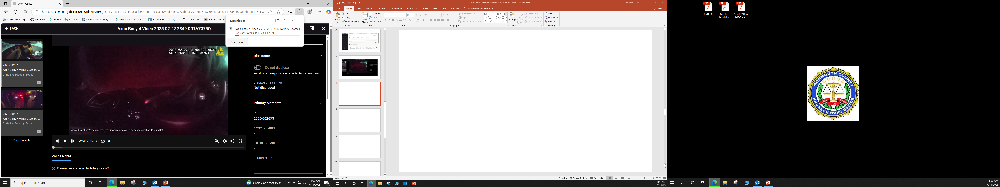 Axon Justice
https://test-mcponj-disclosure.evidence.com/justice/cases/8b3a44d3-ad99-4a8b-ac6a-32524dd23e99/evidence/0186ec44575041a38833e1158580000b?folderId=ec...
eDiscovery Login
ARTEMIS
Home
NJ DOP
Monmouth County...
NJ Courts Attorney...
Monmouth County...
AXON - Test
AXON - MCPO
BACK
Axon Body 4 Video 2025-02-27 2349 D01A7075Q
Downloads
Axon_Body_4_Video_2025-02-27_2349_D01A7075Q.mp4
17.4 MB/s - 86.9 MB of 1.4 GB, 1 min left
See more
2025-02-27 23:49:49 -0500
AXON BODY 4 D01A7075Q
2025-002673
Axon Body 4 Video 2025-02-...
Christine Bucco (13cbuc)
2025-002673
Axon Body 4 Video 2025-02-...
Christine Bucco (13cbuc)
End of results
Viewed by eborn@mcponj.org (test-mcponj-disclosure.evidence.com) on 11 Jul 2025
00:00 / 47:16
1X
Police Notes
These notes are not editable by your staff
Disclosure
Do not disclose
You do not have permission to edit disclosure status.
DISCLOSURE STATUS
Not disclosed
Primary Metadata
ID
2025-002673
BATES NUMBER
-
EXHIBIT NUMBER
-
DESCRIPTION
-
Type here to search
Grok 4 appears to se...
11:07 AM
7/11/2025
20
Trusted User Receiving Evidence from MCPO-draft - PowerPoint
Eric Born
File
Home
Insert
Design
Transitions
Animations
Slide Show
Review
View
Help
ACROBAT
Tell me what you want to do
Share
Paste
Cut
Copy
Format Painter
Clipboard
New
Slide
Layout
Reset
Section
Slides
Font
Text Direction
Align Text
Convert to SmartArt
Paragraph
Arrange
Quick
Styles
Shape Fill
Shape Outline
Shape Effects
Drawing
Find
Replace
Select
Editing
12
13
14
15
16
17
Slide 14 of 22
Notes
Display Settings
Comments
114%
11:07 AM
7/11/2025
24.06.03_M...
Mental
Health Fir...
Adult MHFA
Self-Care ...
MONMOUTH COUNTY
New Jersey
1714
PROSECUTOR'S OFFICE
11:07 AM
7/11/2025